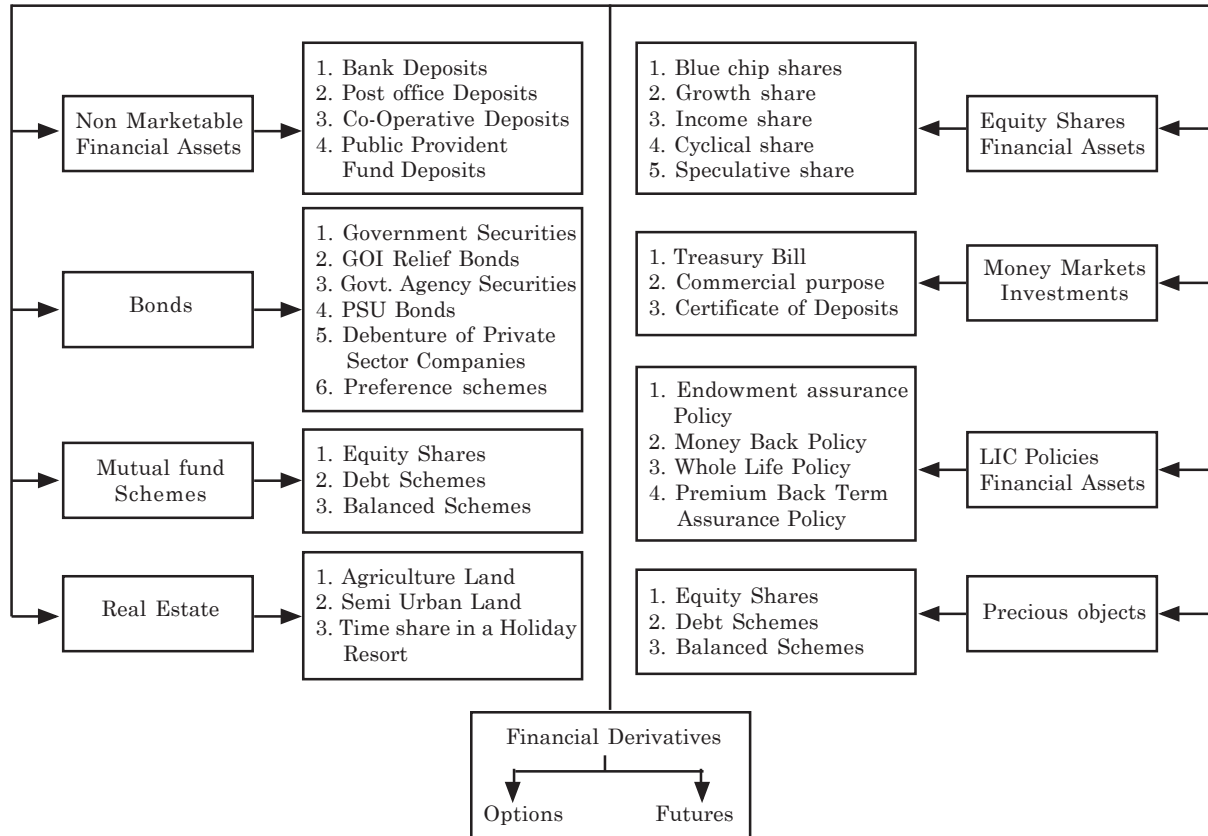 Non Marketable
Financial Assets
1. Bank Deposits
2. Post office Deposits
3. Co-Operative Deposits
4. Public Provident
Fund Deposits
Bonds
1. Government Securities
2. GOI Relief Bonds
3. Govt. Agency Securities
4. PSU Bonds
5. Debenture of Private
Sector Companies
6. Preference schemes
Mutual fund
Schemes
1. Equity Shares
2. Debt Schemes
3. Balanced Schemes
Real Estate
1. Agriculture Land
2. Semi Urban Land
3. Time share in a Holiday
Resort
1. Blue chip shares
2. Growth share
3. Income share
4. Cyclical share
5. Speculative share
Equity Shares
Financial Assets
1. Treasury Bill
2. Commercial purpose
3. Certificate of Deposits
Money Markets
Investments
1. Endowment assurance
Policy
2. Money Back Policy
3. Whole Life Policy
4. Premium Back Term
Assurance Policy
LIC Policies
Financial Assets
1. Equity Shares
2. Debt Schemes
3. Balanced Schemes
Precious objects
Financial Derivatives
Options
Futures